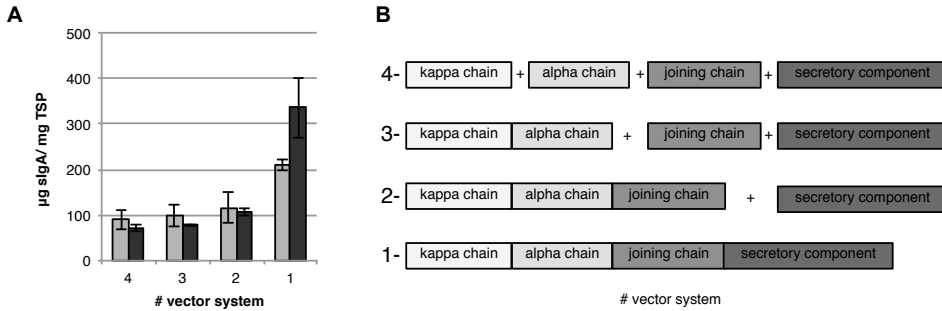 A
500
400
300
200
100
0
µg sIgA/ mg TSP
4 3 2 1
# vector system
B
4- kappa chain + alpha chain + joining chain + secretory component
3- kappa chain alpha chain + joining chain + secretory component
2- kappa chain alpha chain joining chain + secretory component
1- kappa chain alpha chain joining chain secretory component
# vector system